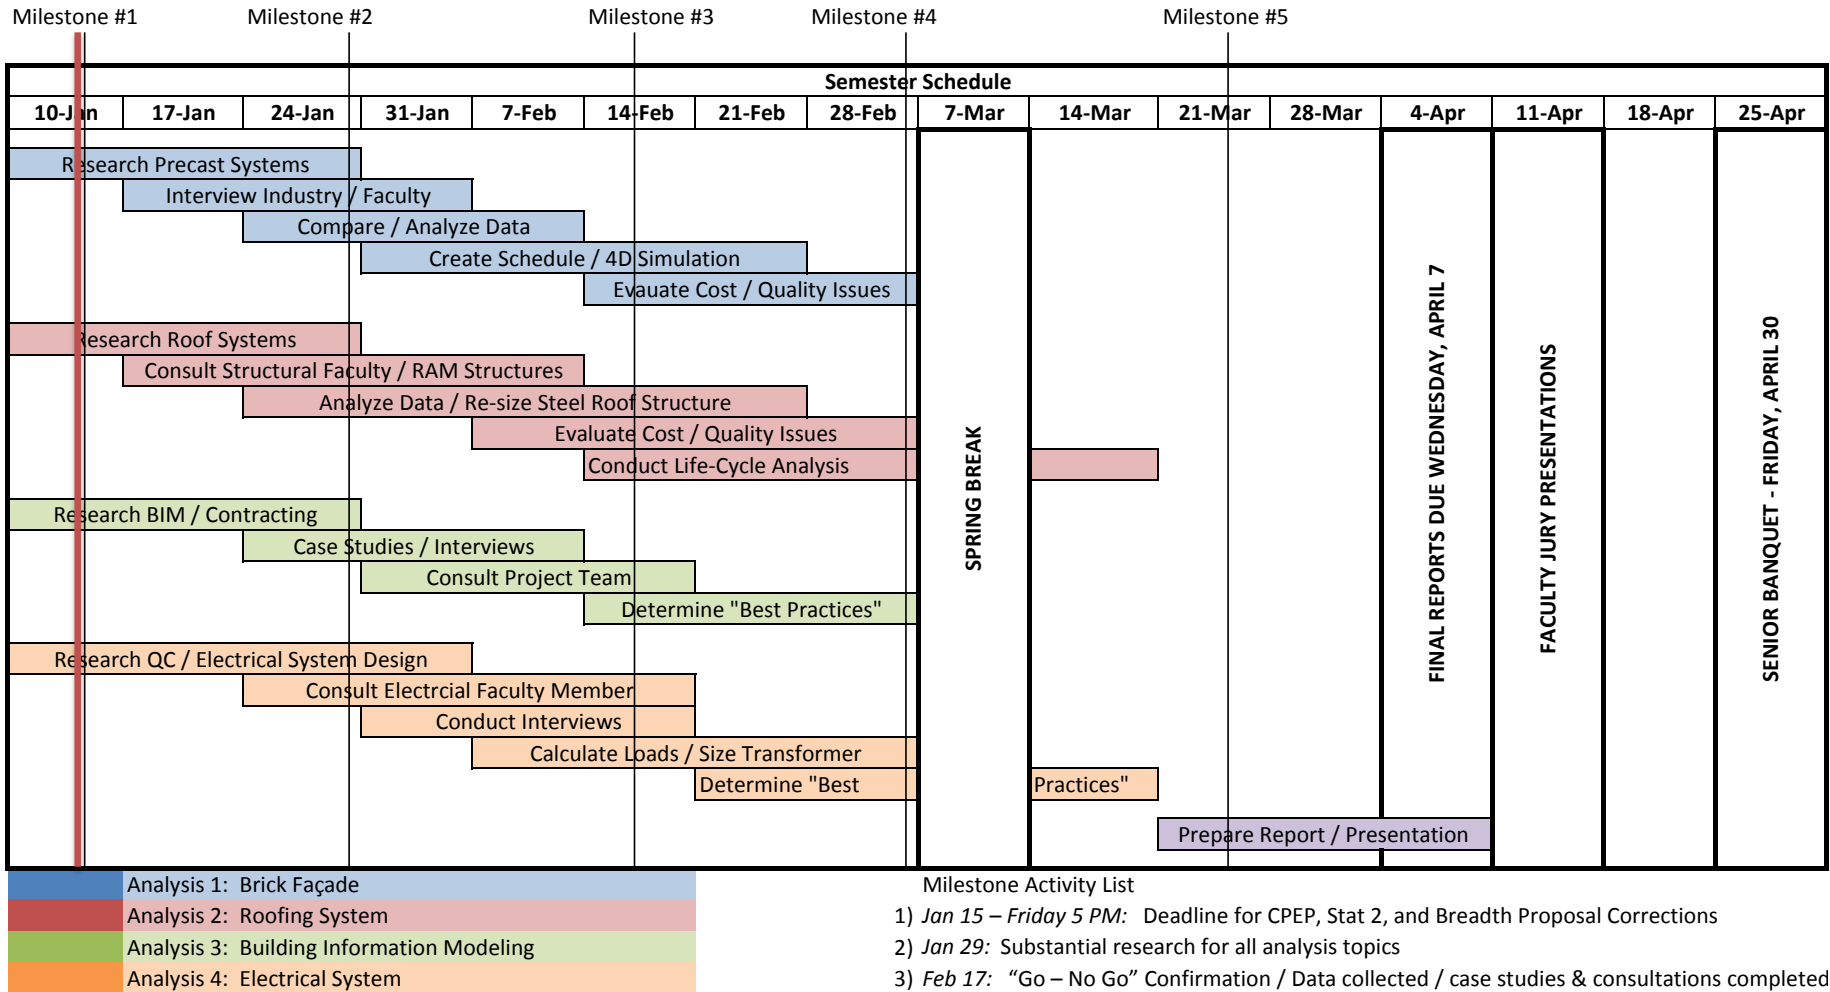 Milestone #1 Milestone #2 Milestone #3 Milestone #4 Milestone #5
Semester Schedule
10-Jan 17-Jan 24-Jan 31-Jan 7-Feb 14-Feb 21-Feb 28-Feb 7-Mar 14-Mar 21-Mar 28-Mar 4-Apr 11-Apr 18-Apr 25-Apr
Research Precast Systems
Interview Industry / Faculty
Compare / Analyze Data
Create Schedule / 4D Simulation
Evauate Cost / Quality Issues
Research Roof Systems
Consult Structural Faculty / RAM Structures
Analyze Data / Re-size Steel Roof Structure
Evaluate Cost / Quality Issues
Conduct Life-Cycle Analysis
Research BIM / Contracting
Case Studies / Interviews
Consult Project Team
Determine "Best Practices"
Research QC / Electrical System Design
Consult Electrcial Faculty Member
Conduct Interviews
Calculate Loads / Size Transformer
Determine "Best Practices"
Prepare Report / Presentation
SPRING BREAK
FINAL REPORTS DUE WEDNESDAY, APRIL 7
FACULTY JURY PRESENTATIONS
SENIOR BANQUET - FRIDAY, APRIL 30
Analysis 1: Brick Façade
Analysis 2: Roofing System
Analysis 3: Building Information Modeling
Analysis 4: Electrical System
Milestone Activity List
1) Jan 15 – Friday 5 PM: Deadline for CPEP, Stat 2, and Breadth Proposal Corrections
2) Jan 29: Substantial research for all analysis topics
3) Feb 17: “Go – No Go” Confirmation / Data collected / case studies & consultations completed